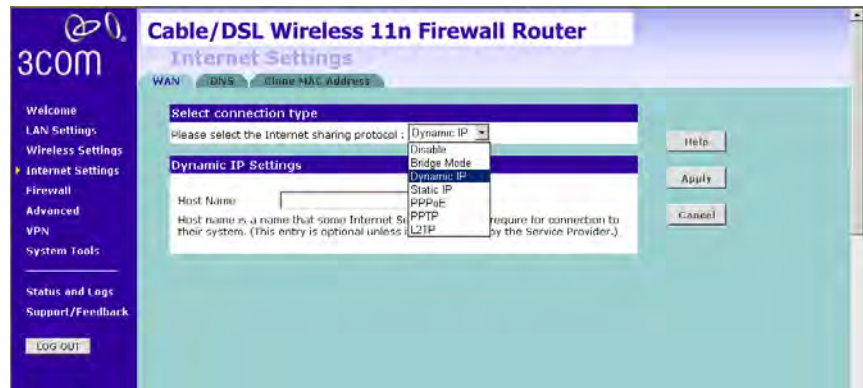 3COM
Cable/DSL Wireless 11n Firewall Router
Internet Settings
WAN
DNS
Clone MAC Address
Welcome
LAN Settings
Wireless Settings
Internet Settings
Firewall
Advanced
VPN
System Tools
Status and Logs
Support/Feedback
LOG OUT
Select connection type
Please select the Internet sharing protocol : Dynamic IP
Disable
Bridge Mode
Dynamic IP
Static IP
PPPoE
PPTP
L2TP
Dynamic IP Settings
Host Name
Host name is a name that some Internet Se require for connection to
their system. (This entry is optional unless by the Service Provider.)
Help
Apply
Cancel